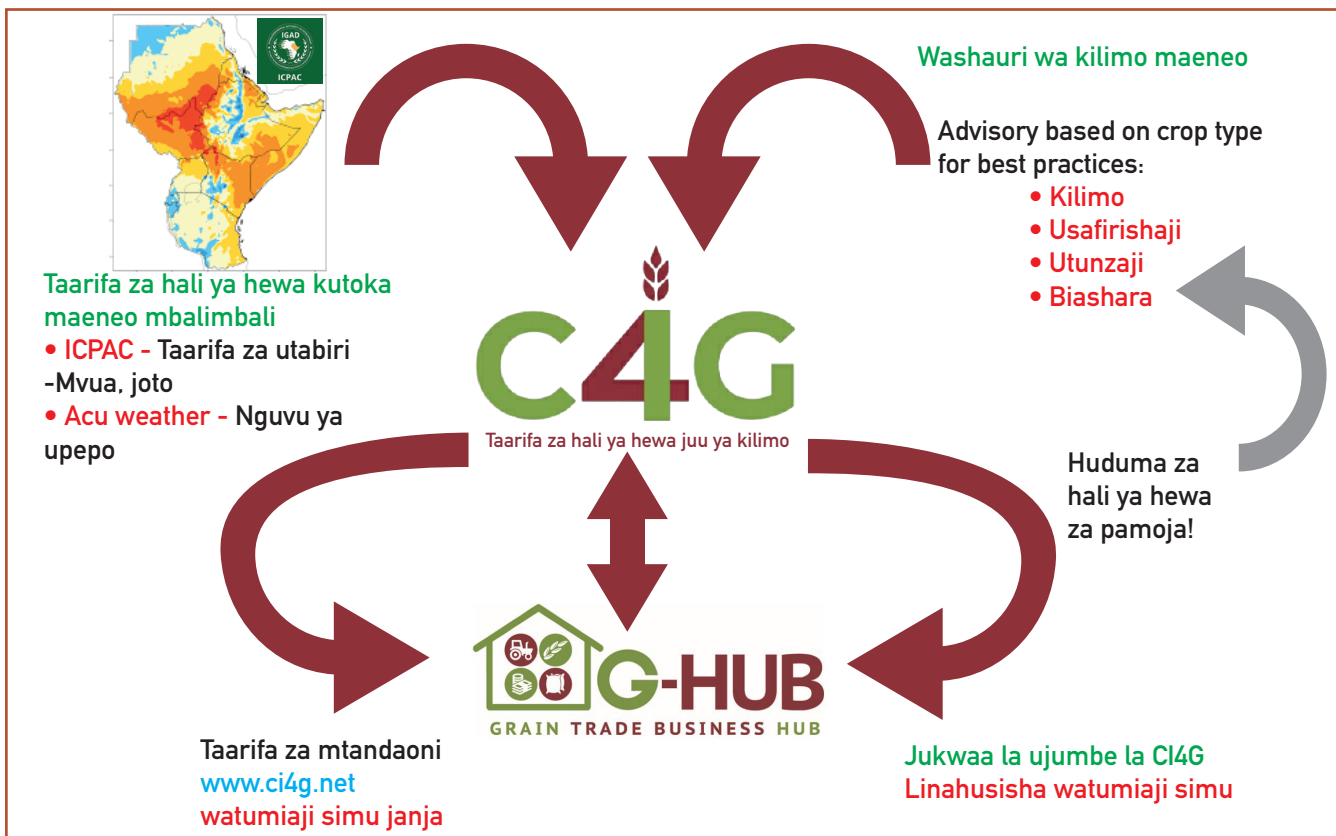 IGAD
ICPAC
Taarifa za hali ya hewa kutoka
maeneo mbalimbali
• ICPAC - Taarifa za utabiri
-Mvua, joto
• Acu weather - Nguvu ya
upepo
Washauri wa kilimo maeneo
Advisory based on crop type
for best practices:
• Kilimo
• Usafirishaji
• Utunzaji
• Biashara
C4G
Taarifa za hali ya hewa juu ya kilimo
Huduma za
hali ya hewa
za pamoja!
G-HUB
GRAIN TRADE BUSINESS HUB
Taarifa za mtandaoni
www.ci4g.net
watumiaji simu janja
Jukwaa la ujumbe la CI4G
Linahusisha watumiaji simu